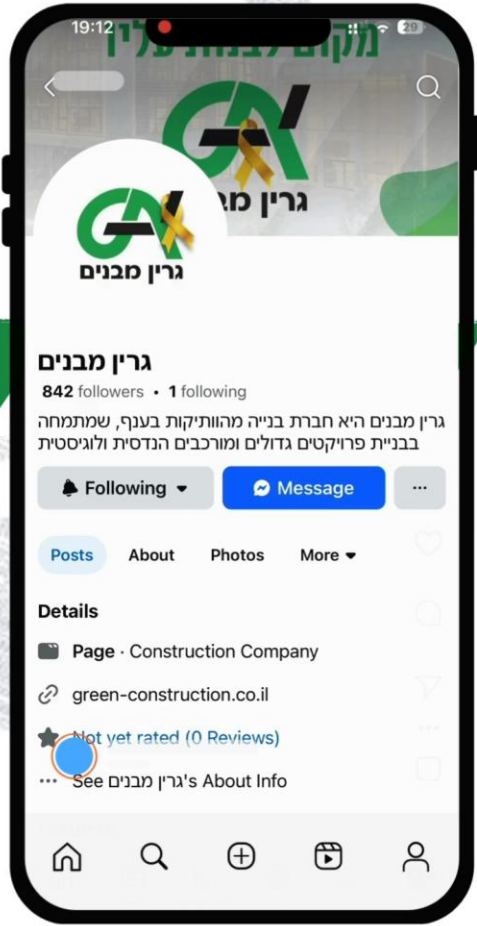 19:12
29
מקום לבנות עליו
גרין מב
גרין מבנים
גרין מבנים
842 followers • 1 following
גרין מבנים היא חברת בנייה מהוותיקות בענף, שמתמחה
בבניית פרויקטים גדולים ומורכבים הנדסית ולוגיסטית
Following
Message
...
Posts About Photos More
Details
Page · Construction Company
green-construction.co.il
Not yet rated (0 Reviews)
... See גרין מבנים's About Info